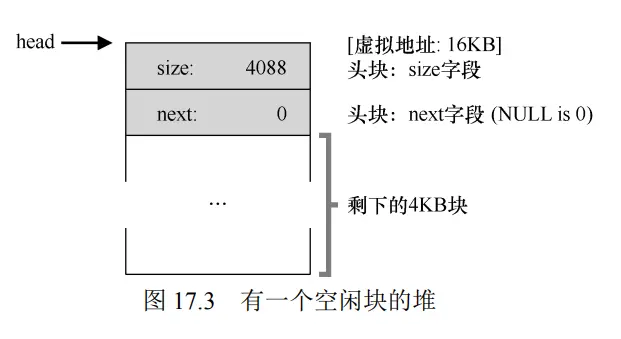 head
[虚拟地址: 16KB]
size: 4088
头块：size字段
next: 0
头块：next字段 (NULL is 0)
...
剩下的4KB块
图 17.3 有一个空闲块的堆